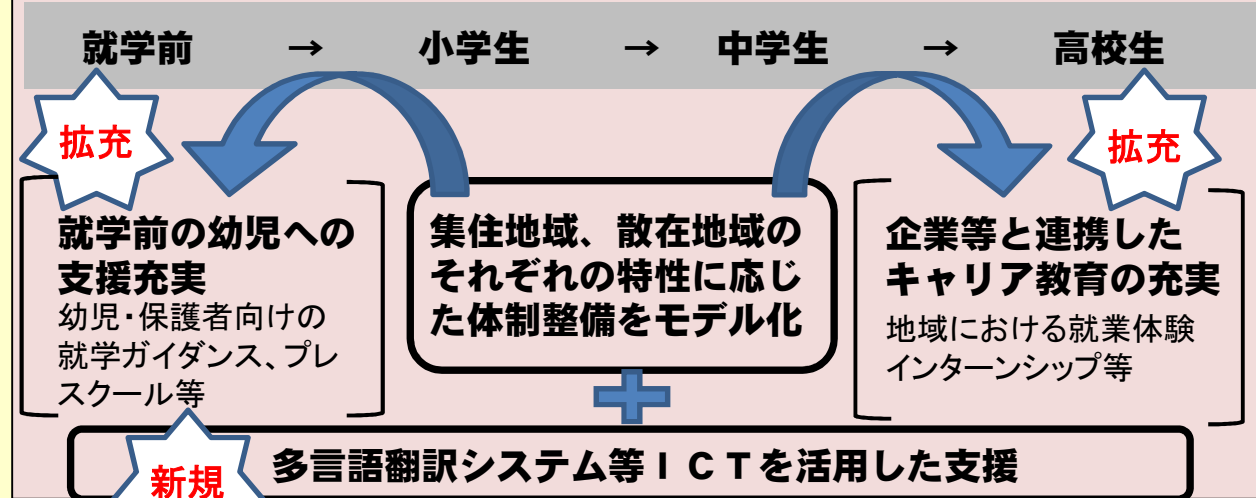 就学前 → 小学生 → 中学生 → 高校生
拡充
拡充
就学前の幼児への
支援充実
幼児・保護者向けの
就学ガイダンス、プレ
スクール等
集住地域、散在地域の
それぞれの特性に応じ
た体制整備をモデル化
企業等と連携した
キャリア教育の充実
地域における就業体験
インターンシップ等
新規
多言語翻訳システム等ＩＣＴを活用した支援